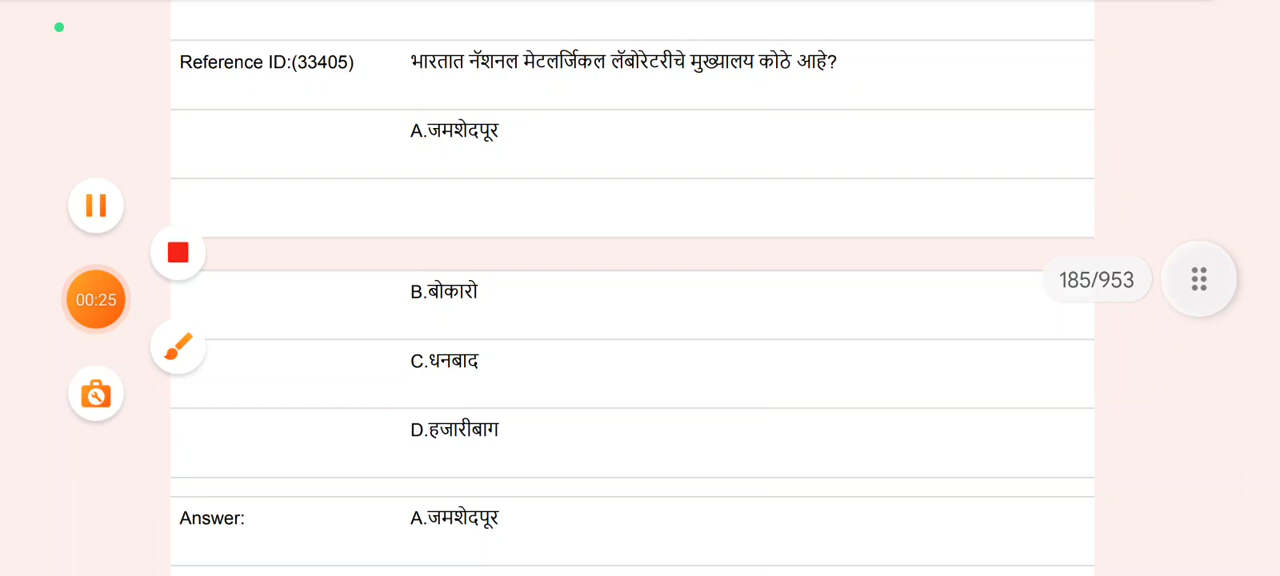 Reference ID:(33405) भारतात नॅशनल मेटलर्जिकल लॅबोरेटरीचे मुख्यालय कोठे आहे?
A.जमशेदपूर
B.बोकारो
185/953
00:25
C.धनबाद
D.हजारीबाग
Answer: A.जमशेदपूर